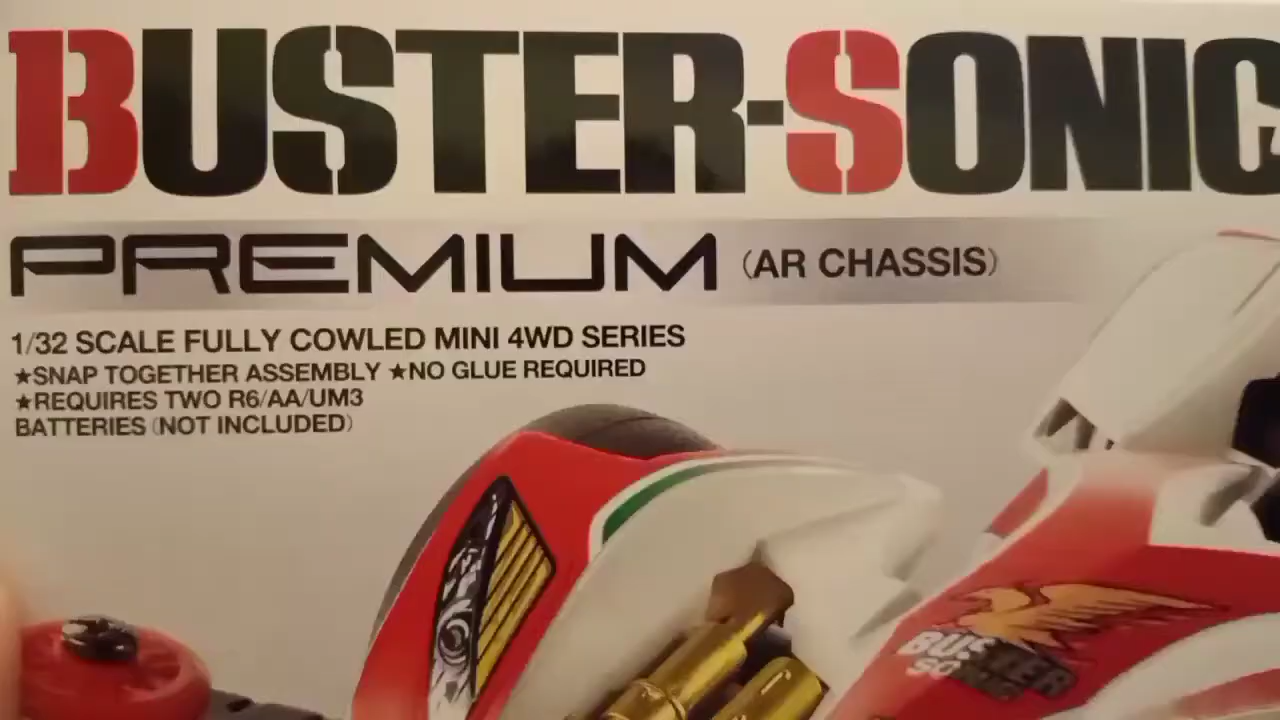 BUSTER-SONIC
PREMIUM (AR CHASSIS)
1/32 SCALE FULLY COWLED MINI 4WD SERIES
★SNAP TOGETHER ASSEMBLY ★NO GLUE REQUIRED
★REQUIRES TWO R6/AA/UM3
BATTERIES (NOT INCLUDED)
BUSTER
SONIC